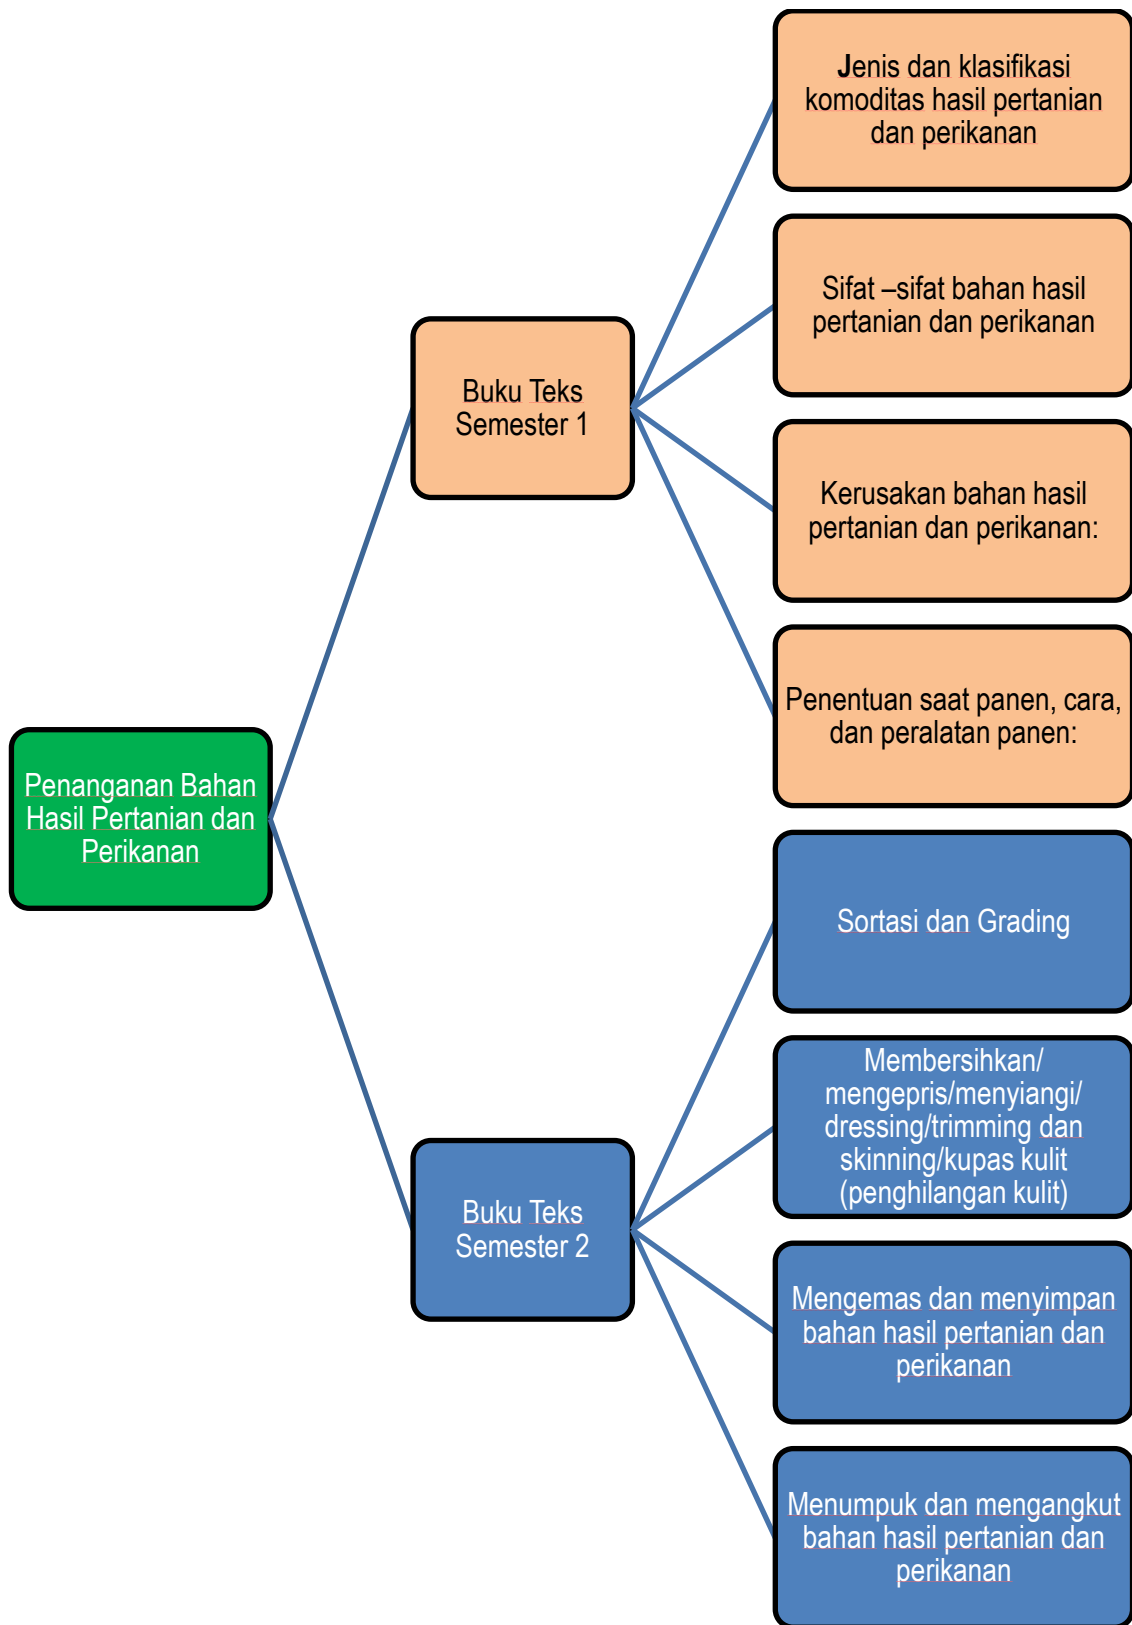 Jenis dan klasifikasi
komoditas hasil pertanian
dan perikanan
Sifat –sifat bahan hasil
pertanian dan perikanan
Buku Teks
Semester 1
Kerusakan bahan hasil
pertanian dan perikanan:
Penentuan saat panen, cara,
dan peralatan panen:
Penanganan Bahan
Hasil Pertanian dan
Perikanan
Sortasi dan Grading
Membersihkan/
mengepris/menyiangi/
dressing/trimming dan
skinning/kupas kulit
(penghilangan kulit)
Buku Teks
Semester 2
Mengemas dan menyimpan
bahan hasil pertanian dan
perikanan
Menumpuk dan mengangkut
bahan hasil pertanian dan
perikanan